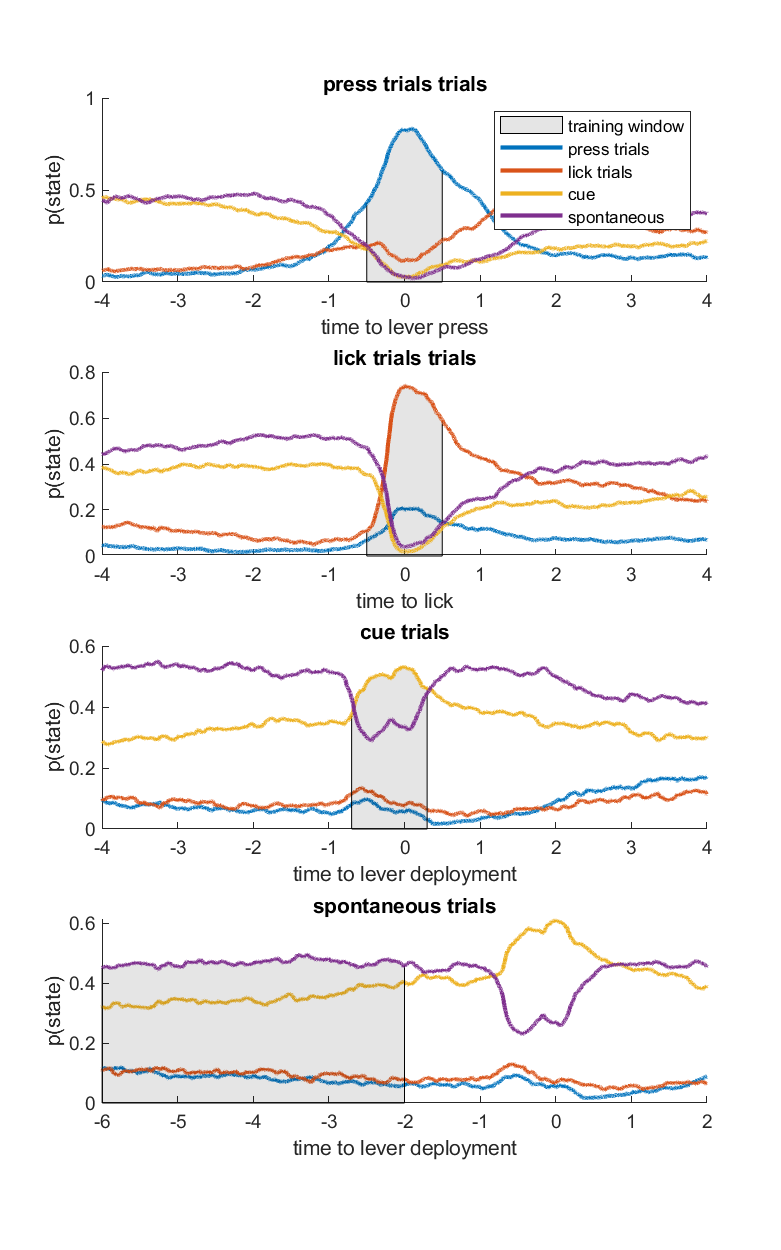 press trials trials
1
0.5
0
p(state)
training window
press trials
lick trials
cue
spontaneous
-4 -3 -2 -1 0 1 2 3 4
time to lever press
lick trials trials
0.8
0.6
0.4
0.2
0
p(state)
-4 -3 -2 -1 0 1 2 3 4
time to lick
cue trials
0.6
0.4
0.2
0
p(state)
-4 -3 -2 -1 0 1 2 3 4
time to lever deployment
spontaneous trials
0.6
0.4
0.2
0
p(state)
-6 -5 -4 -3 -2 -1 0 1 2
time to lever deployment